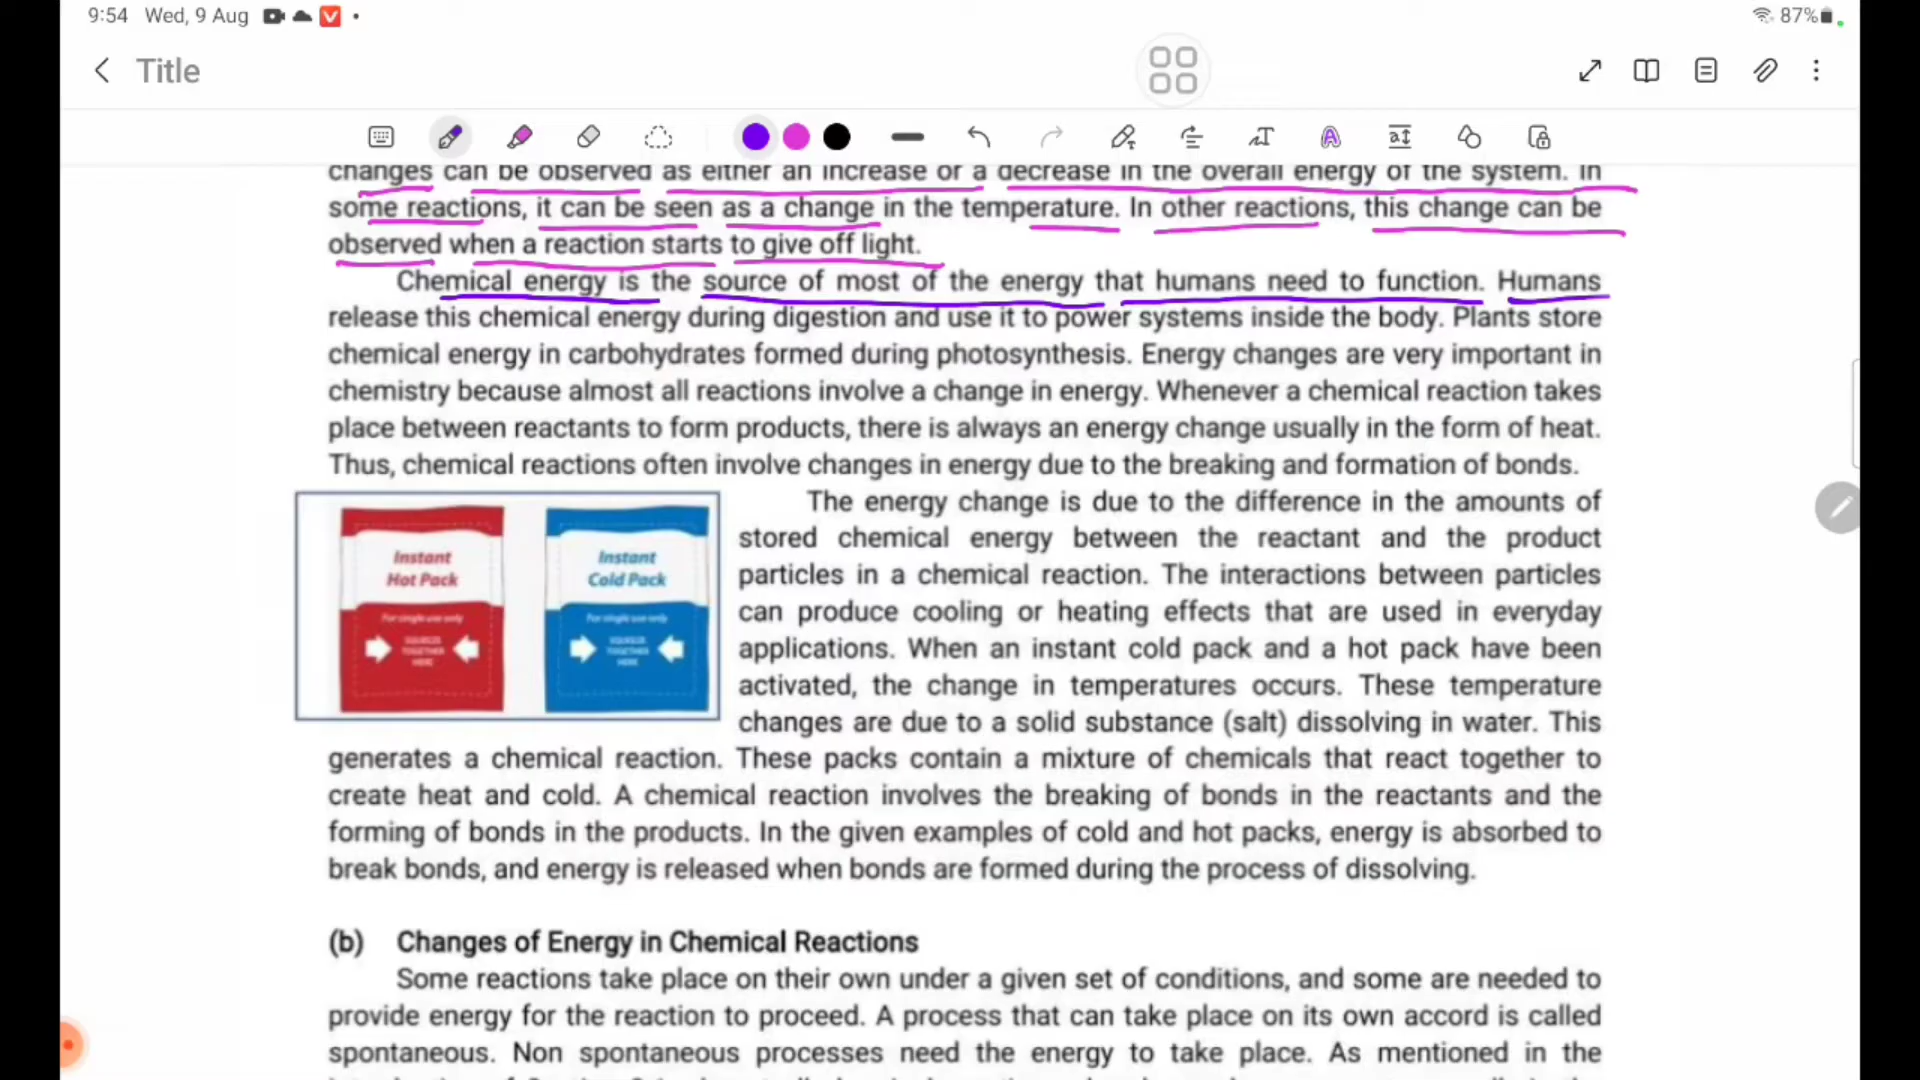 9:54 Wed, 9 Aug
87%
Title
changes can be observed as either an increase or a decrease in the overall energy of the system. In
some reactions, it can be seen as a change in the temperature. In other reactions, this change can be
observed when a reaction starts to give off light.
Chemical energy is the source of most of the energy that humans need to function. Humans
release this chemical energy during digestion and use it to power systems inside the body. Plants store
chemical energy in carbohydrates formed during photosynthesis. Energy changes are very important in
chemistry because almost all reactions involve a change in energy. Whenever a chemical reaction takes
place between reactants to form products, there is always an energy change usually in the form of heat.
Thus, chemical reactions often involve changes in energy due to the breaking and formation of bonds.
Instant
Hot Pack
For single use only
SQUEEZE
TOGETHER
HERE
Instant
Cold Pack
For single use only
SQUEEZE
TOGETHER
HERE
The energy change is due to the difference in the amounts of
stored chemical energy between the reactant and the product
particles in a chemical reaction. The interactions between particles
can produce cooling or heating effects that are used in everyday
applications. When an instant cold pack and a hot pack have been
activated, the change in temperatures occurs. These temperature
changes are due to a solid substance (salt) dissolving in water. This
generates a chemical reaction. These packs contain a mixture of chemicals that react together to
create heat and cold. A chemical reaction involves the breaking of bonds in the reactants and the
forming of bonds in the products. In the given examples of cold and hot packs, energy is absorbed to
break bonds, and energy is released when bonds are formed during the process of dissolving.
(b) Changes of Energy in Chemical Reactions
Some reactions take place on their own under a given set of conditions, and some are needed to
provide energy for the reaction to proceed. A process that can take place on its own accord is called
spontaneous. Non spontaneous processes need the energy to take place. As mentioned in the